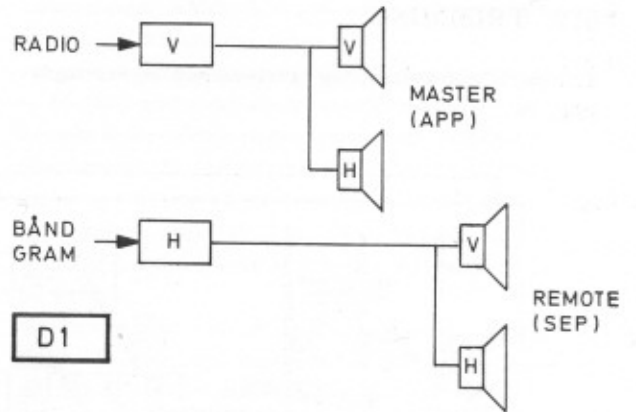 RADIO
V
V
MASTER
(APP)
H
BÅND
GRAM
H
V
REMOTE
(SEP)
H
D1